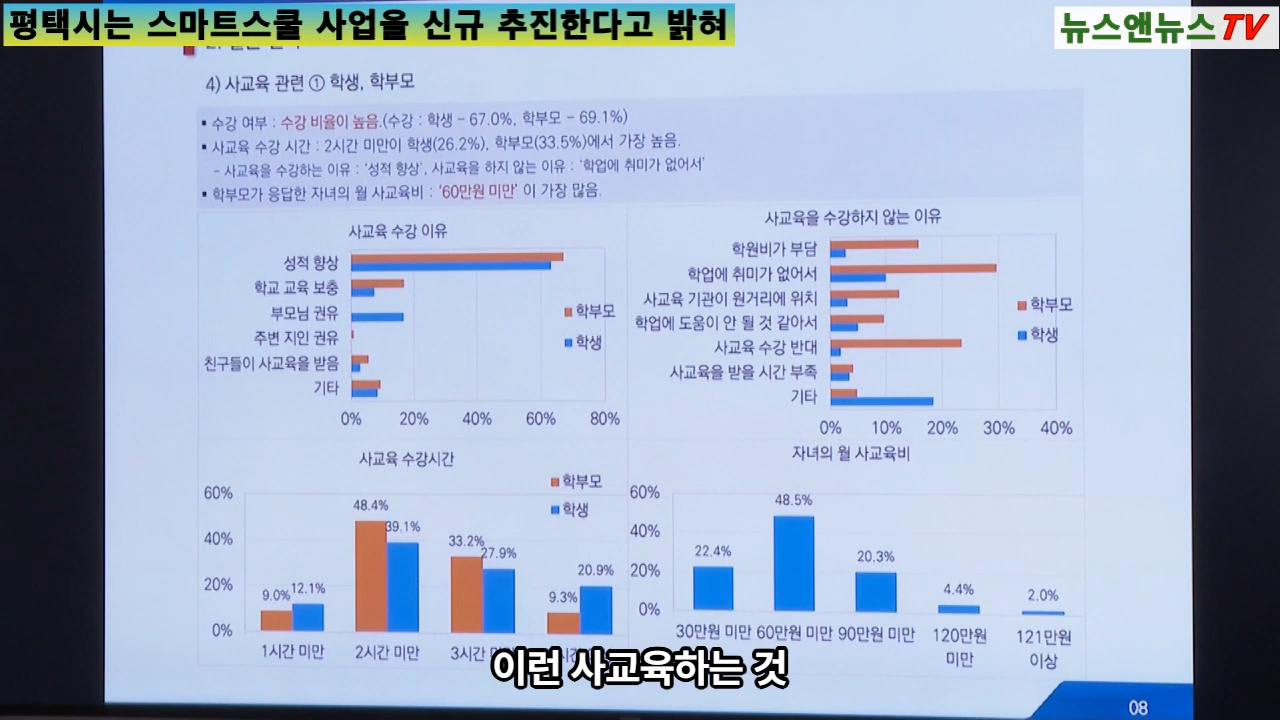 평택시는 스마트스쿨 사업을 신규 추진한다고 밝혀
뉴스앤뉴스TV
4) 사교육 관련 ① 학생, 학부모
▪ 수강 여부 : 수강 비율이 높음.(수강 : 학생 – 67.0%, 학부모 – 69.1%)
▪ 사교육 수강 시간 : 2시간 미만이 학생(26.2%), 학부모(33.5%)에서 가장 높음.
– 사교육을 수강하는 이유 : ‘성적 향상’, 사교육을 하지 않는 이유 : ‘학업에 취미가 없어서’
▪ 학부모가 응답한 자녀의 월 사교육비 : ‘60만원 미만’ 이 가장 많음.
사교육 수강 이유
성적 향상
학교 교육 보충
부모님 권유
주변 지인 권유
친구들이 사교육을 받음
기타
학부모
학생
0% 20% 40% 60% 80%
사교육을 수강하지 않는 이유
학원비가 부담
학업에 취미가 없어서
사교육 기관이 원거리에 위치
학업에 도움이 안 될 것 같아서
사교육 수강 반대
사교육을 받을 시간 부족
기타
학부모
학생
0% 10% 20% 30% 40%
사교육 수강시간
학부모
학생
60%
40%
20%
0%
9.0% 12.1%
48.4% 39.1%
33.2% 27.9%
9.3% 20.9%
1시간 미만 2시간 미만 3시간
자녀의 월 사교육비
60%
40%
20%
0%
22.4% 48.5% 20.3% 4.4% 2.0%
30만원 미만 60만원 미만 90만원 미만 120만원 미만 121만원 이상
이런 사교육하는 것
08